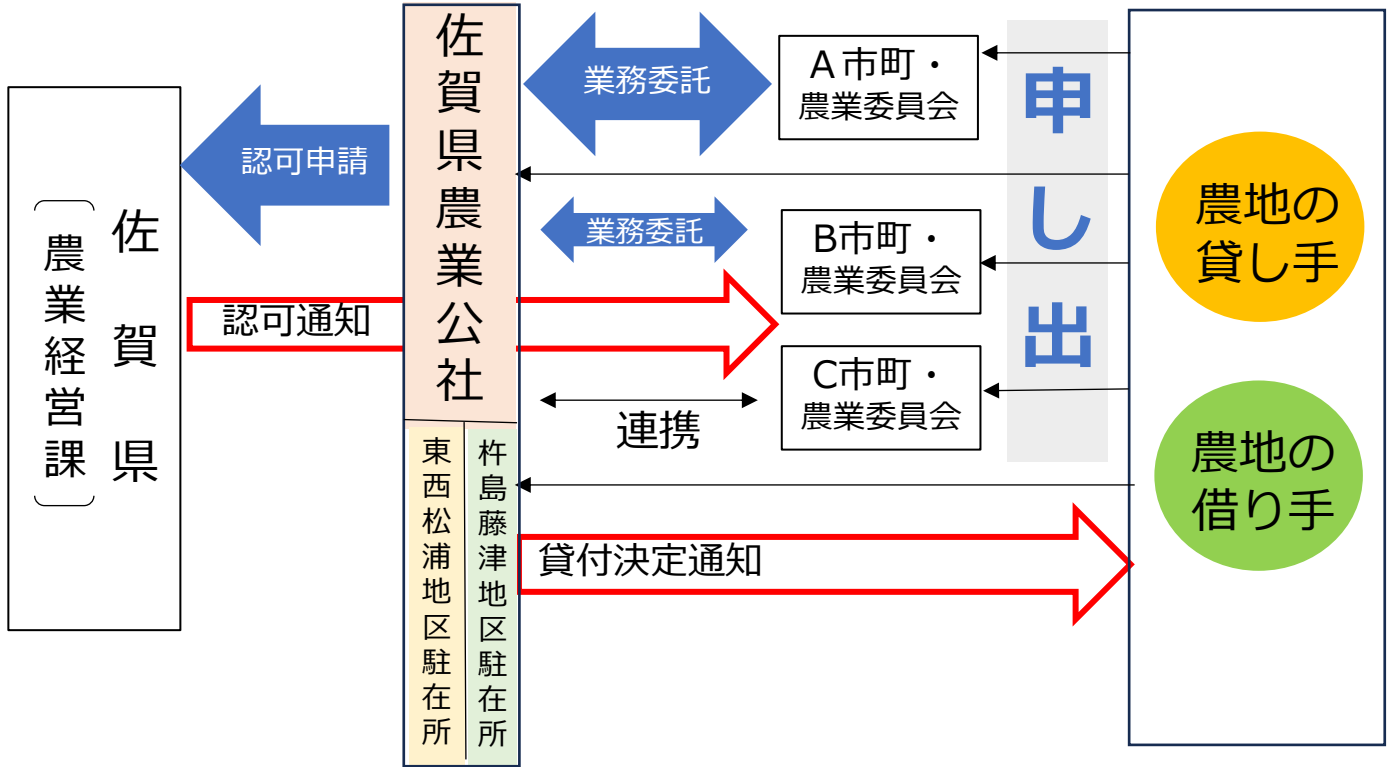 佐賀県
(農業経営課)
認可申請
認可通知
佐賀県農業公社
東西松浦地区駐在所
杵島藤津地区駐在所
業務委託
業務委託
連携
貸付決定通知
A市町・
農業委員会
B市町・
農業委員会
C市町・
農業委員会
申し出
農地の
貸し手
農地の
借り手